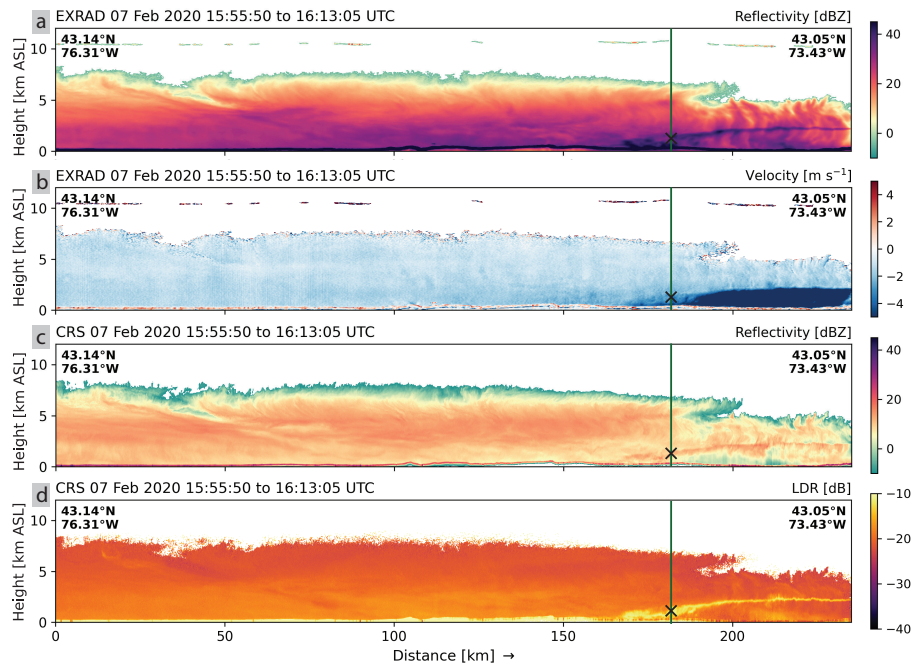 a EXRAD 07 Feb 2020 15:55:50 to 16:13:05 UTC Reflectivity [dBZ]
43.14°N 43.05°N
76.31°W 73.43°W
Height [km ASL]
10
5
0
40
20
0
b EXRAD 07 Feb 2020 15:55:50 to 16:13:05 UTC Velocity [m s⁻¹]
43.14°N 43.05°N
76.31°W 73.43°W
Height [km ASL]
10
5
0
4
2
0
−2
−4
c CRS 07 Feb 2020 15:55:50 to 16:13:05 UTC Reflectivity [dBZ]
43.14°N 43.05°N
76.31°W 73.43°W
Height [km ASL]
10
5
0
40
20
0
d CRS 07 Feb 2020 15:55:50 to 16:13:05 UTC LDR [dB]
43.14°N 43.05°N
76.31°W 73.43°W
Height [km ASL]
10
5
0
−10
−20
−30
−40
0 50 100 150 200
Distance [km] →